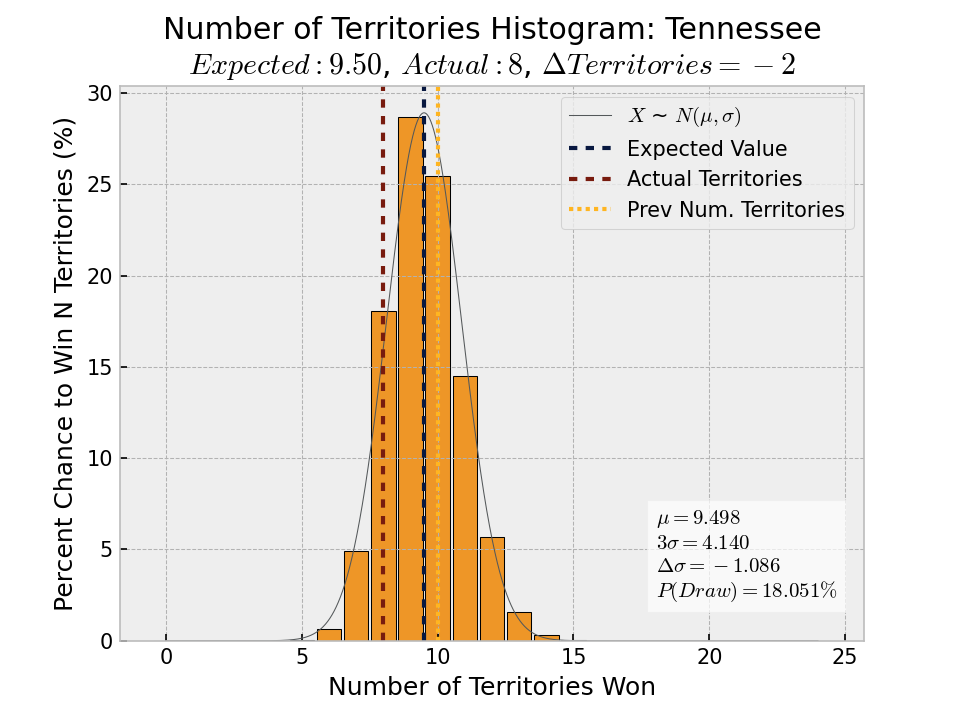 Number of Territories Histogram: Tennessee
Expected : 9.50, Actual : 8, ΔTerritories = −2
30
25
20
15
10
5
0
Percent Chance to Win N Territories (%)
X ~ N(μ, σ)
Expected Value
Actual Territories
Prev Num. Territories
μ = 9.498
3σ = 4.140
Δσ = −1.086
P(Draw) = 18.051%
0 5 10 15 20 25
Number of Territories Won